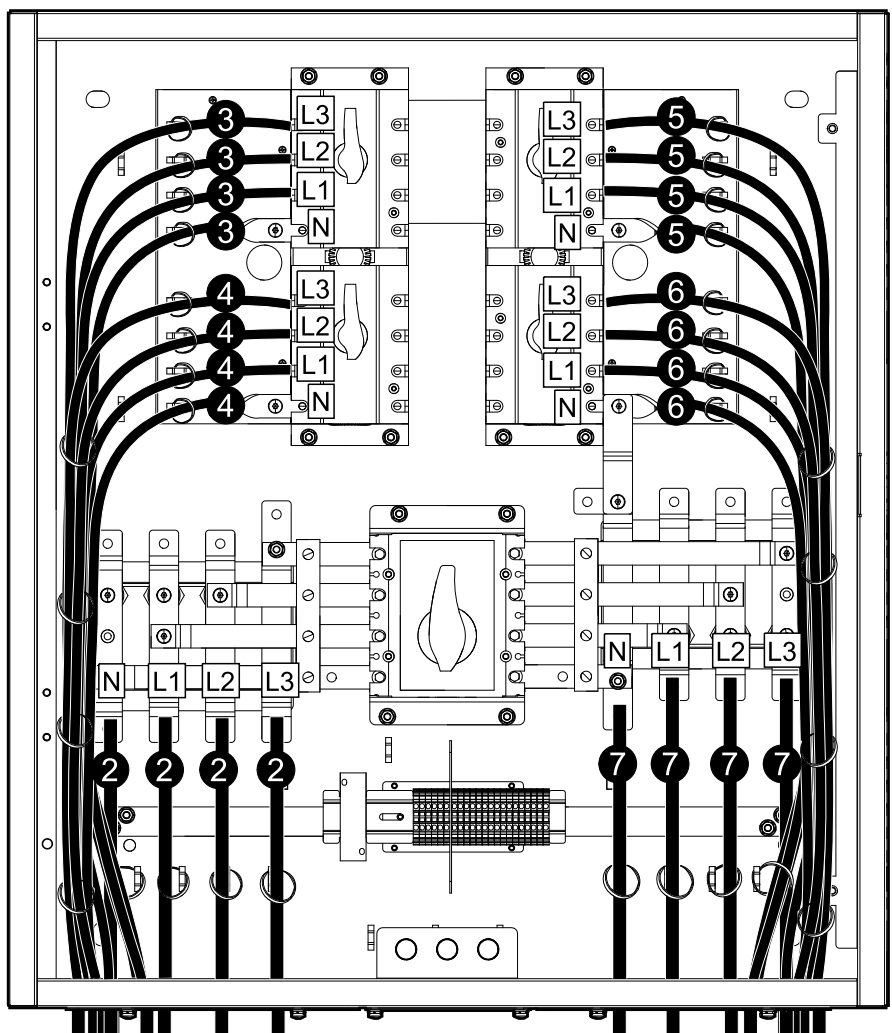 3 L3 L3 5
3 L2 L2 5
3 L1 L1 5
3 N N 5
4 L3 L3 6
4 L2 L2 6
4 L1 L1 6
4 N N 6
N L1 L2 L3 N L1 L2 L3
2 2 2 2 7 7 7 7